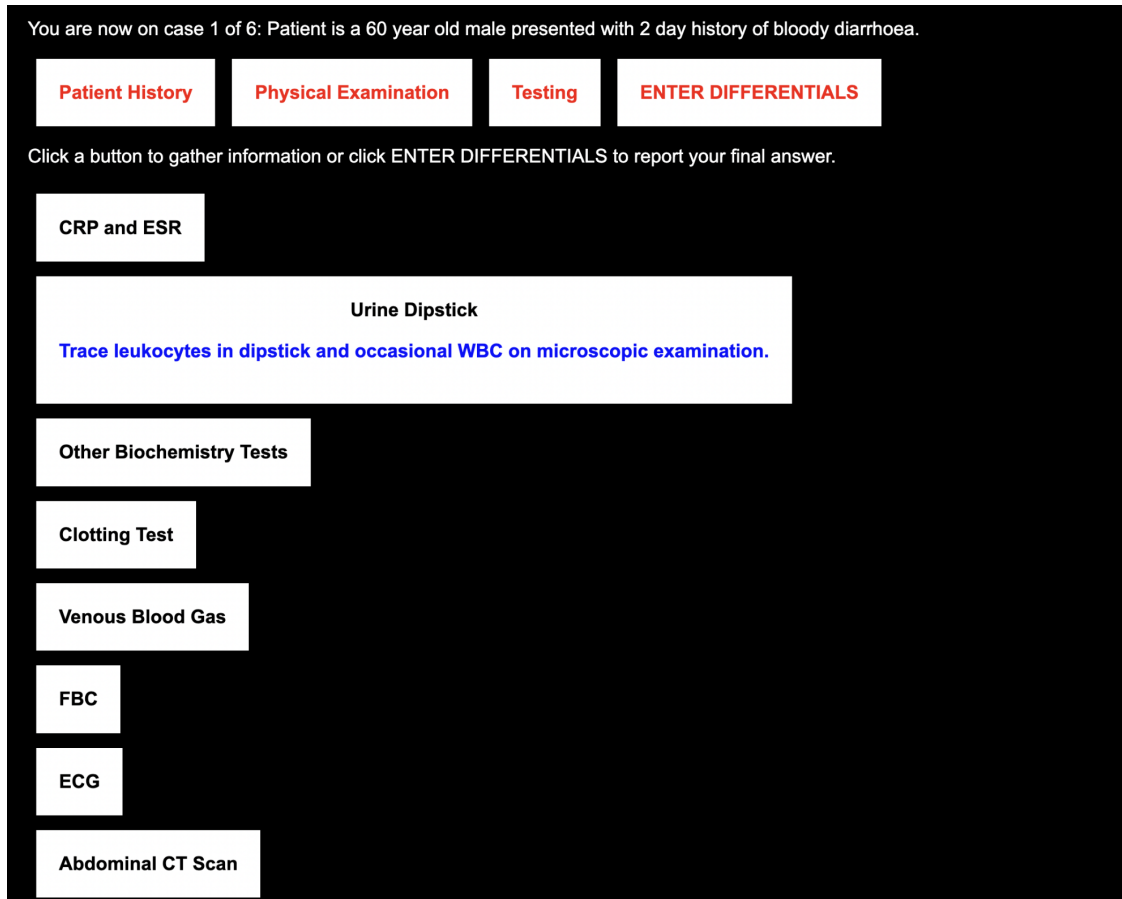 You are now on case 1 of 6: Patient is a 60 year old male presented with 2 day history of bloody diarrhoea.
Patient History Physical Examination Testing ENTER DIFFERENTIALS
Click a button to gather information or click ENTER DIFFERENTIALS to report your final answer.
CRP and ESR
Urine Dipstick
Trace leukocytes in dipstick and occasional WBC on microscopic examination.
Other Biochemistry Tests
Clotting Test
Venous Blood Gas
FBC
ECG
Abdominal CT Scan